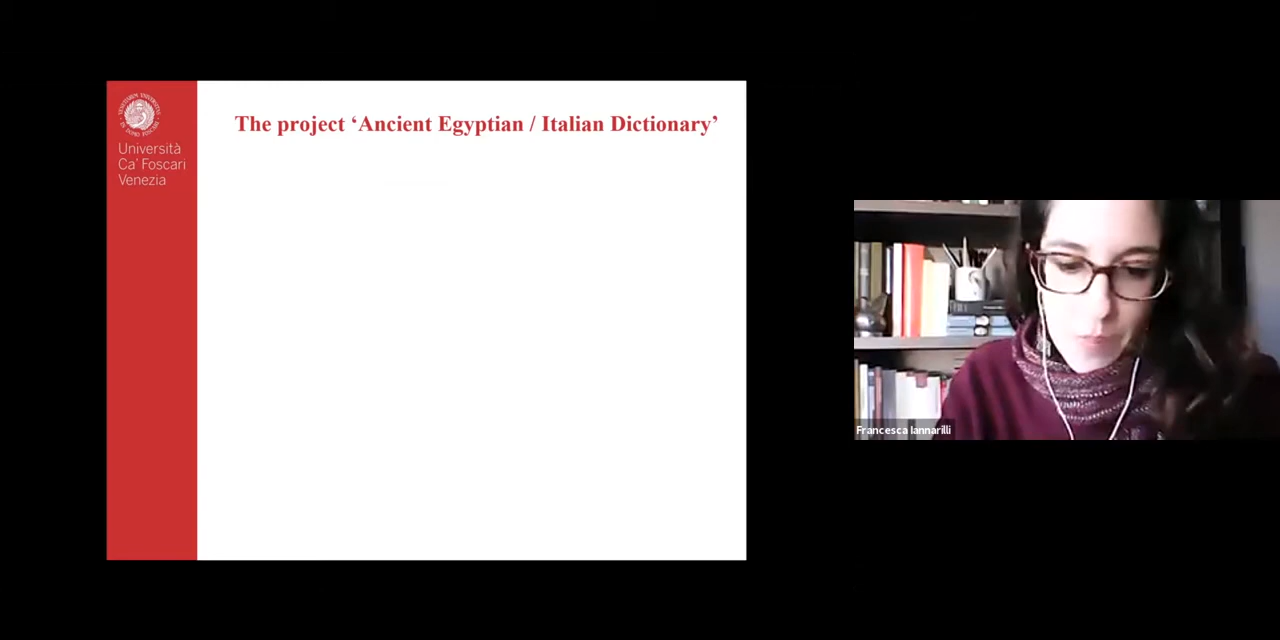 The project ‘Ancient Egyptian / Italian Dictionary’
Università
Ca' Foscari
Venezia
Francesca Iannarilli